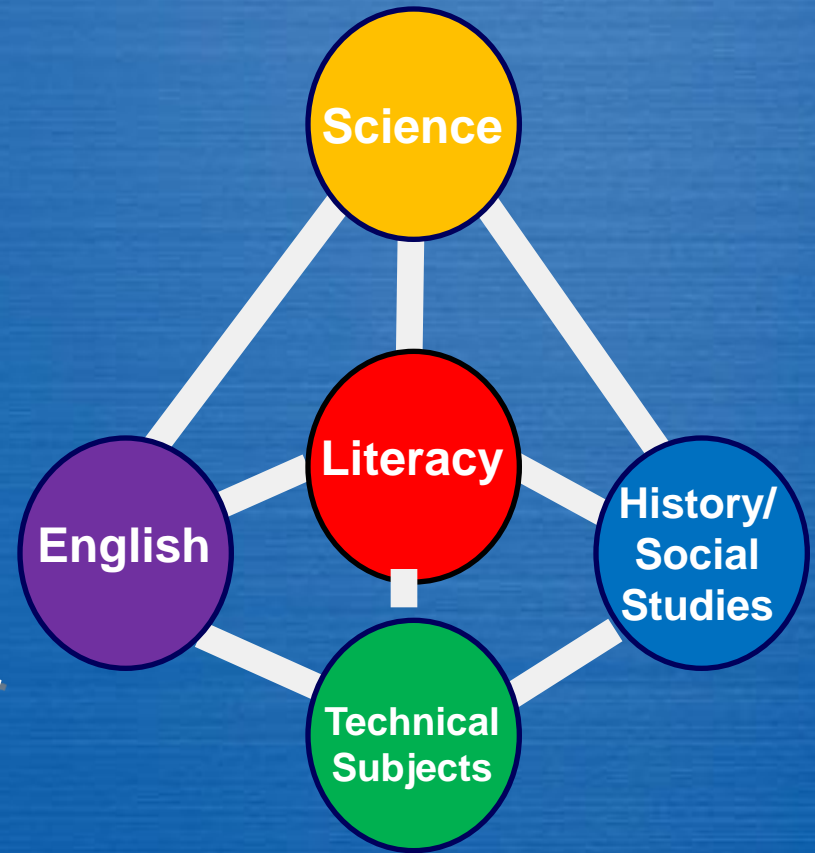 Science
Literacy
English
History/
Social
Studies
Technical
Subjects